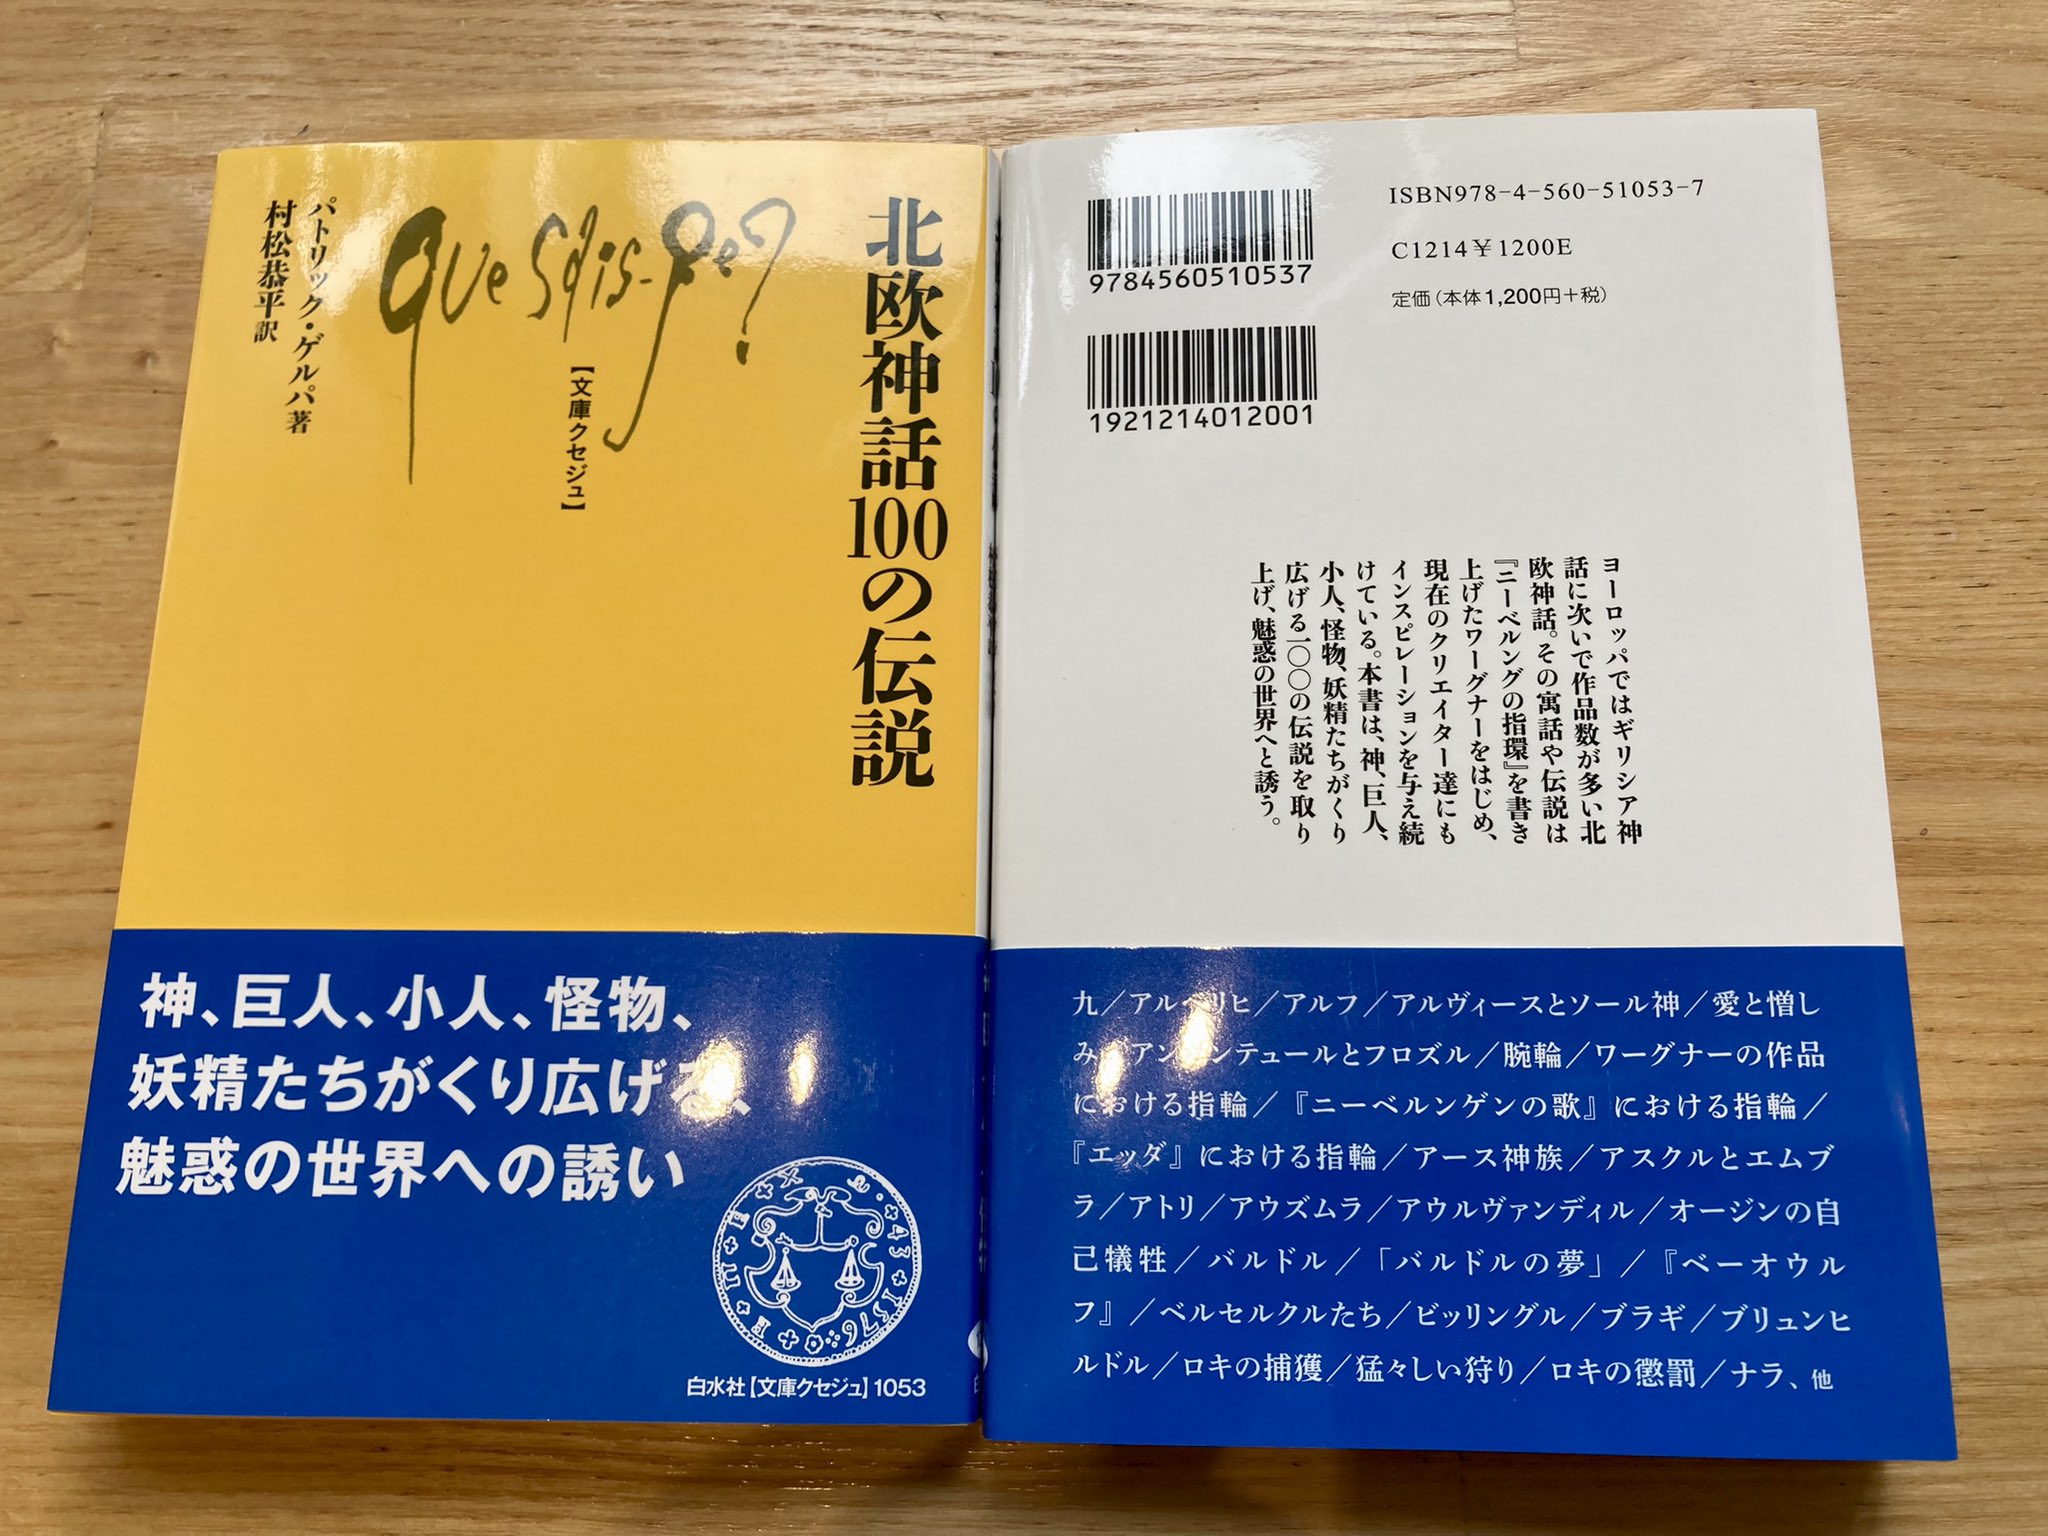 北欧神話100の伝説
Que sais-je?
【文庫クセジュ】
パトリック・ゲルパ著
村松恭平訳
神、巨人、小人、怪物、
妖精たちがくり広げる、
魅惑の世界への誘い
白水社【文庫クセジュ】1053
ISBN978-4-560-51053-7
C1214¥1200E
定価(本体1,200円+税)
9784560510537
1921214012001
ヨーロッパではギリシア神
話に次いで作品数が多い北
欧神話。その寓話や伝説は
『ニーベルングの指環』を書き
上げたワーグナーをはじめ、
現在のクリエイター達にも
インスピレーションを与え続
けている。本書は、神、巨人、
小人、怪物、妖精たちがくり
広げる一〇〇の伝説を取り
上げ、魅惑の世界へと誘う。
九/アルベリヒ/アルフ/アルヴィースとソール神/愛と憎し
み/アンガンテュールとフロズル/腕輪/ワーグナーの作品
における指輪/『ニーベルンゲンの歌』における指輪/
『エッダ』における指輪/アース神族/アスクルとエムブ
ラ/アトリ/アウズムラ/アウルヴァンディル/オージンの自
己犠牲/バルドル/「バルドルの夢」/『ベーオウル
フ』/ベルセルクルたち/ビッリングル/ブラギ/ブリュンヒ
ルドル/ロキの捕獲/猛々しい狩り/ロキの懲罰/ナラ、他